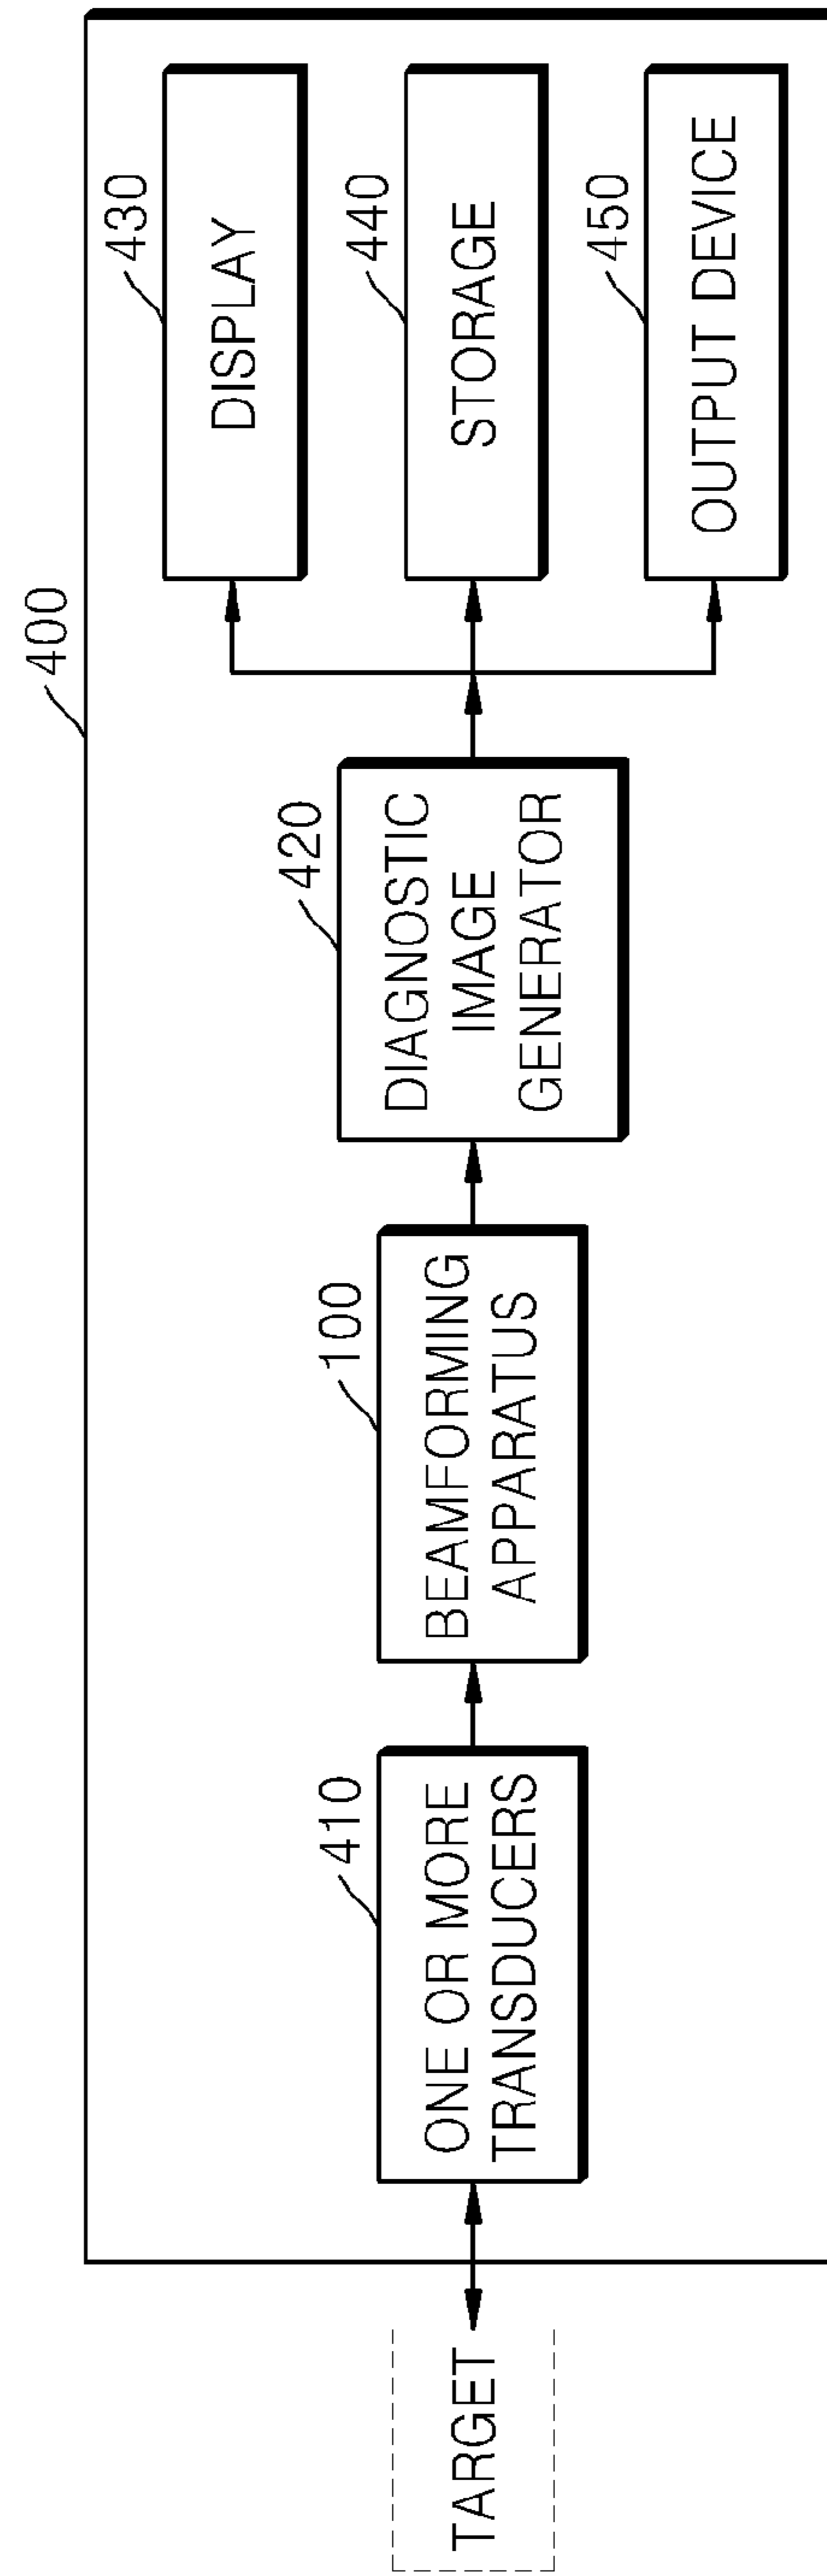 400
TARGET
410
ONE OR MORE
TRANSDUCERS
100
BEAMFORMING
APPARATUS
420
DIAGNOSTIC
IMAGE
GENERATOR
430
DISPLAY
440
STORAGE
450
OUTPUT DEVICE